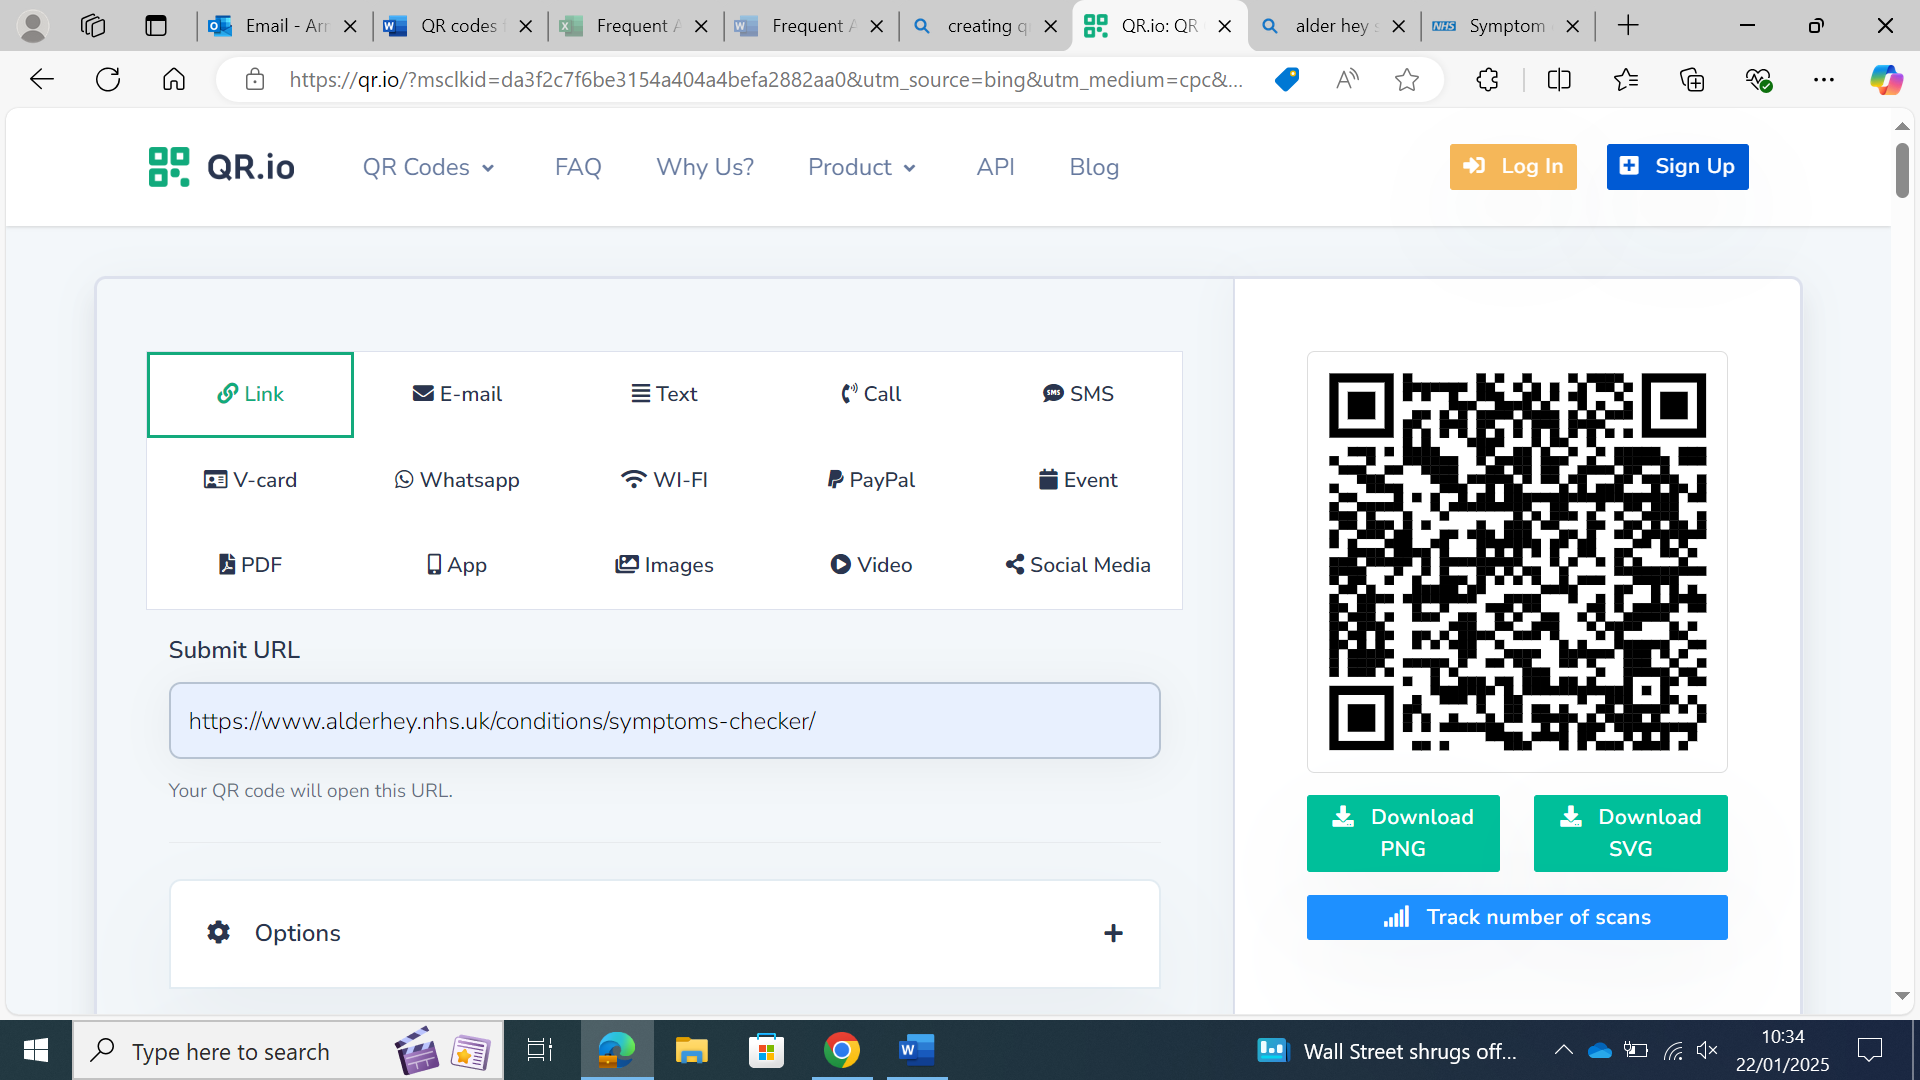 Email - Arr
QR codes f
Frequent A
Frequent A
creating qr
QR.io: QR
alder hey s
NHS Symptom
https://qr.io/?msclkid=da3f2c7f6be3154a404a4befa2882aa0&utm_source=bing&utm_medium=cpc&...
QR.io
QR Codes
FAQ
Why Us?
Product
API
Blog
Log In
Sign Up
Link
E-mail
Text
Call
SMS
V-card
Whatsapp
WI-FI
PayPal
Event
PDF
App
Images
Video
Social Media
Submit URL
https://www.alderhey.nhs.uk/conditions/symptoms-checker/
Your QR code will open this URL.
Options
Download
PNG
Download
SVG
Track number of scans
Type here to search
Wall Street shrugs off...
10:34
22/01/2025